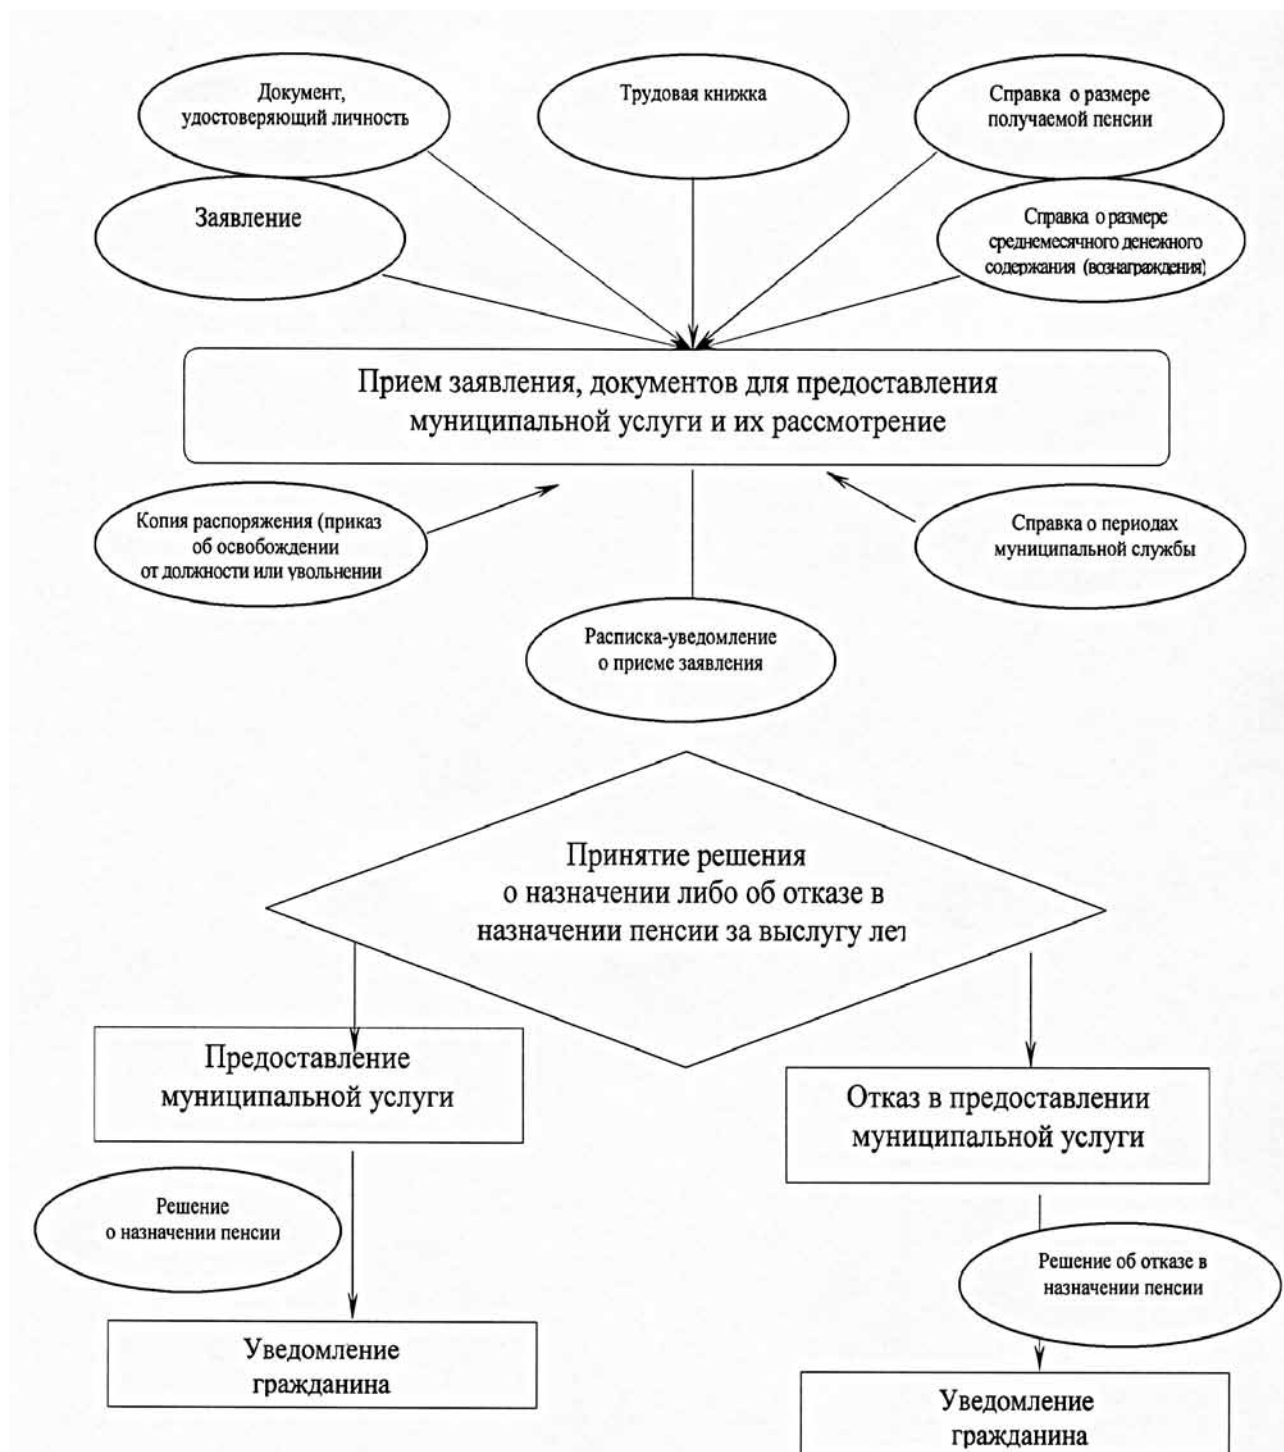 Документ,
удостоверяющий личность
Трудовая книжка
Справка о размере
получаемой пенсии
Заявление
Справка о размере
среднемесячного денежного
содержания (вознаграждения)
Прием заявления, документов для предоставления
муниципальной услуги и их рассмотрение
Копия распоряжения (приказ
об освобождении
от должности или увольнении
Справка о периодах
муниципальной службы
Расписка-уведомление
о приеме заявления
Принятие решения
о назначении либо об отказе в
назначении пенсии за выслугу лет
Предоставление
муниципальной услуги
Отказ в предоставлении
муниципальной услуги
Решение
о назначении пенсии
Решение об отказе в
назначении пенсии
Уведомление
гражданина
Уведомление
гражданина